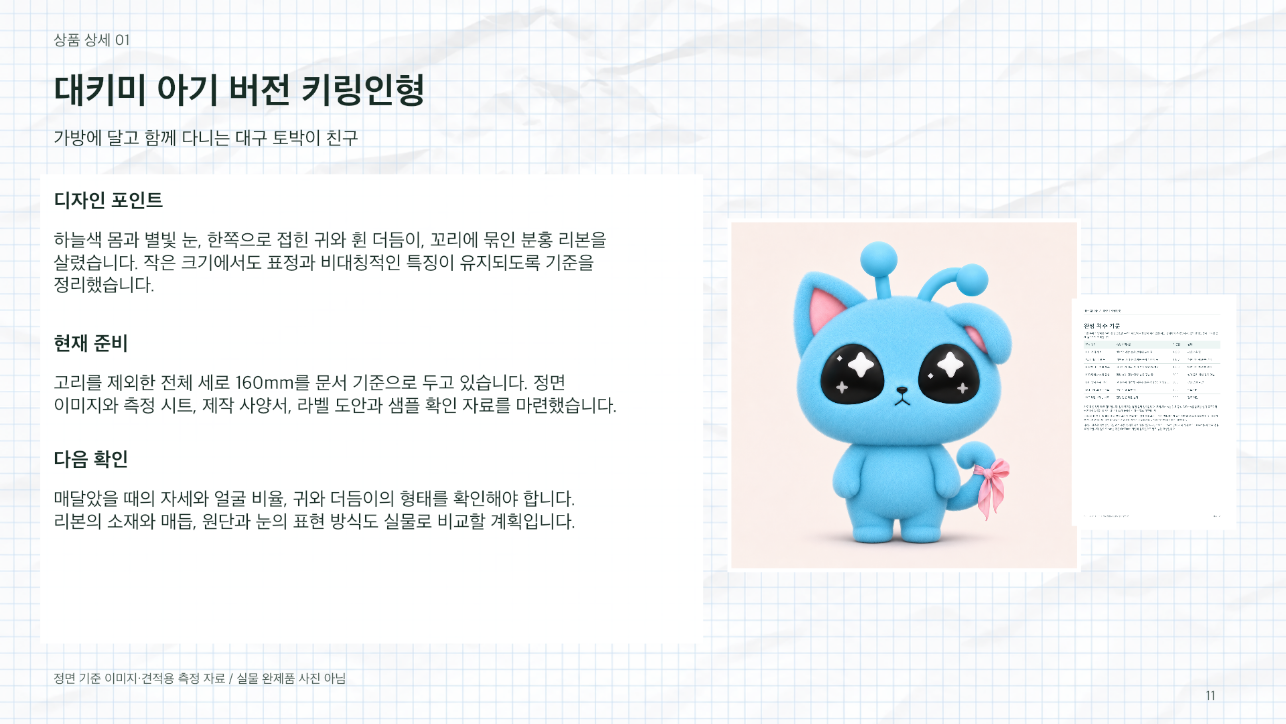 상품 상세 01
대키미 아기 버전 키링인형
가방에 달고 함께 다니는 대구 토박이 친구
디자인 포인트
하늘색 몸과 별빛 눈, 한쪽으로 접힌 귀와 휜 더듬이, 꼬리에 묶인 분홍 리본을
살렸습니다. 작은 크기에서도 표정과 비대칭적인 특징이 유지되도록 기준을
정리했습니다.
현재 준비
고리를 제외한 전체 세로 160mm를 문서 기준으로 두고 있습니다. 정면
이미지와 측정 시트, 제작 사양서, 라벨 도안과 샘플 확인 자료를 마련했습니다.
다음 확인
매달았을 때의 자세와 얼굴 비율, 귀와 더듬이의 형태를 확인해야 합니다.
리본의 소재와 매듭, 원단과 눈의 표현 방식도 실물로 비교할 계획입니다.
정면 기준 이미지·견적용 측정 자료 / 실물 완제품 사진 아님
11